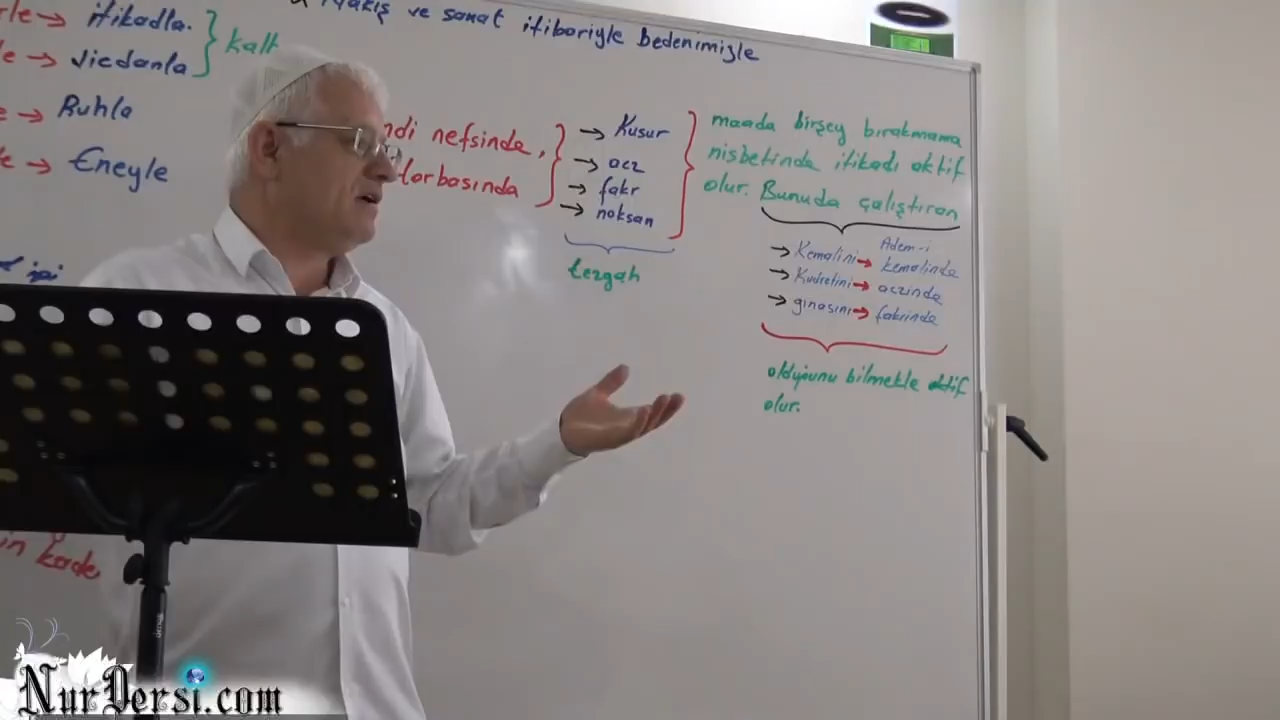 nakış ve sanat itibariyle bedenimizle
→ itikadla. } kalb
→ vicdanla
→ Ruhla
→ Eneyle
nefsinde,
torbasında
→ Kusur
→ acz
→ fakr
→ noksan
tezgah
maada birşey bırakmama
nisbetinde itikadı aktif
olur. Bunuda çalıştıran
→ Kemalini → Adem-i kemalinde
→ Kudretini → aczinde
→ ginasını → fakrinde
olduğunu bilmekle aktif
olur.
kade
NurDersi.com